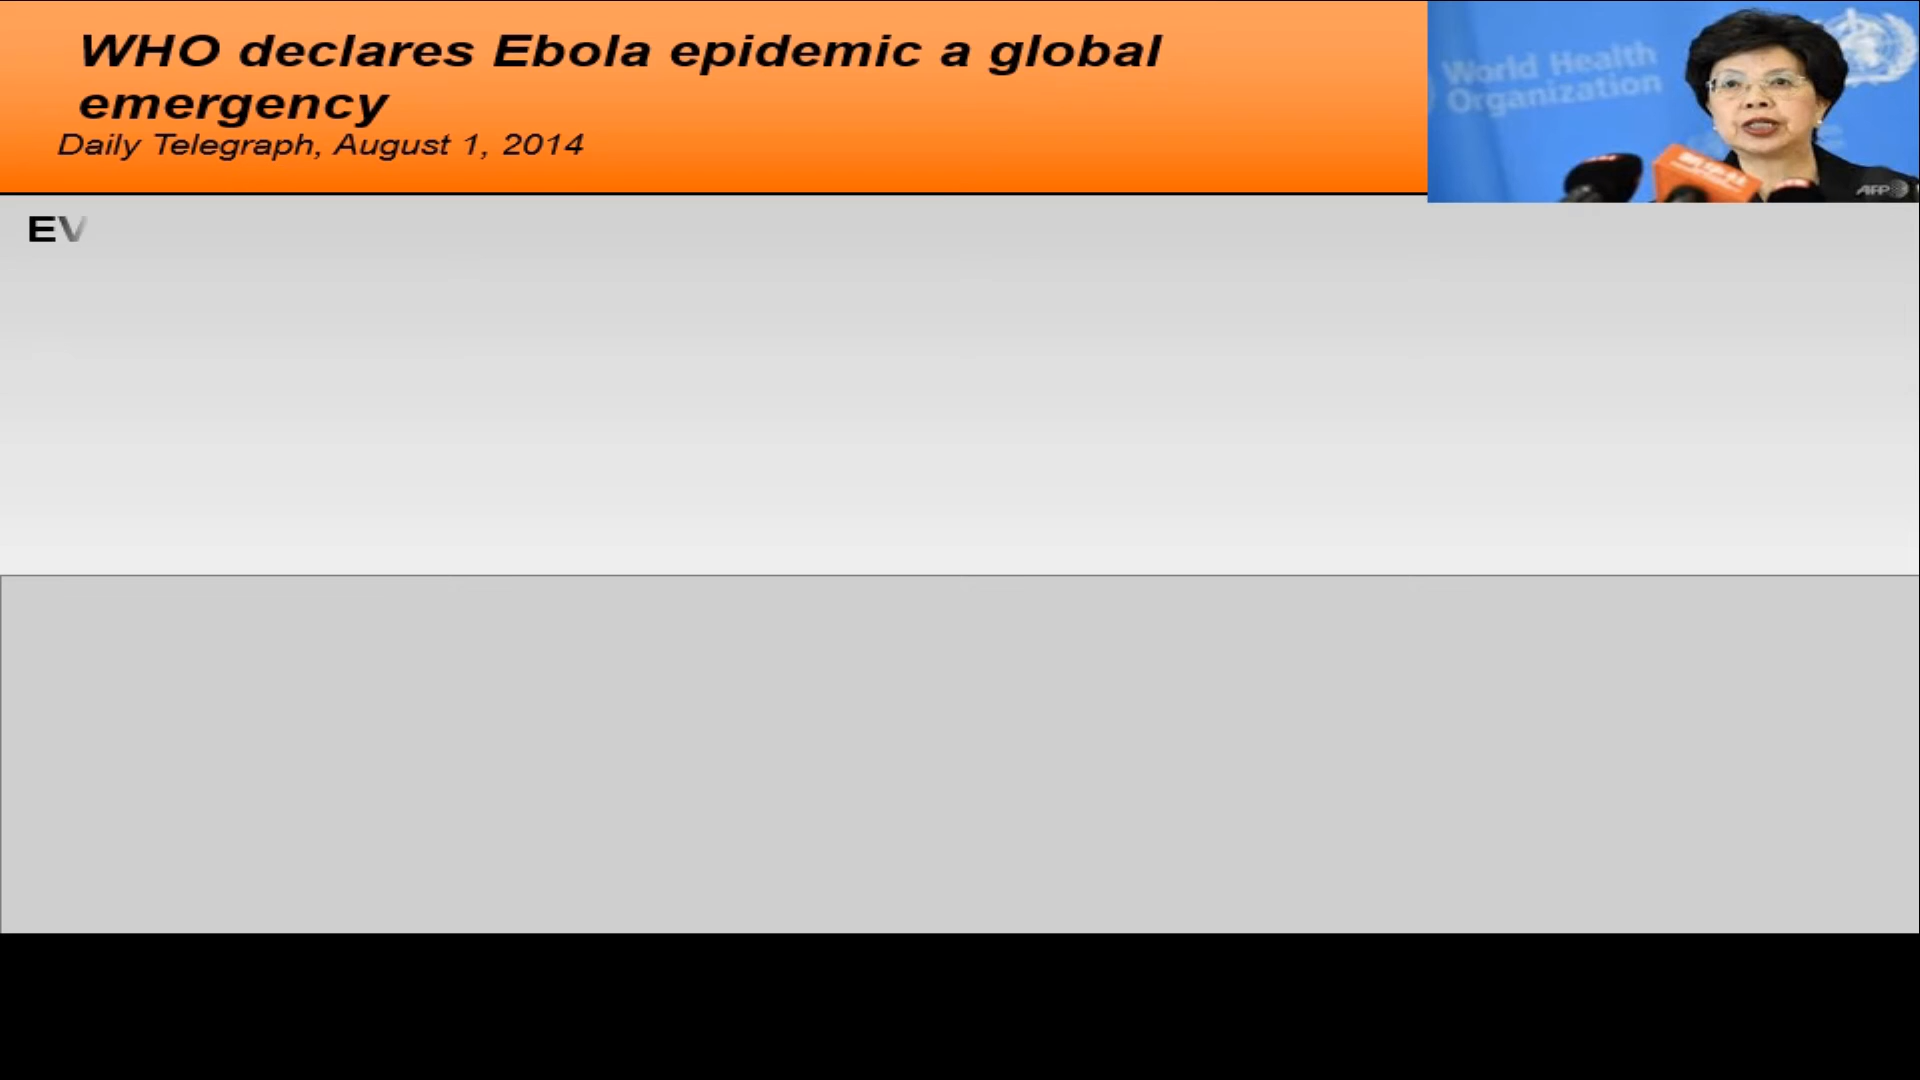 WHO declares Ebola epidemic a global
emergency
Daily Telegraph, August 1, 2014
World Health
Organization
AFP
EV